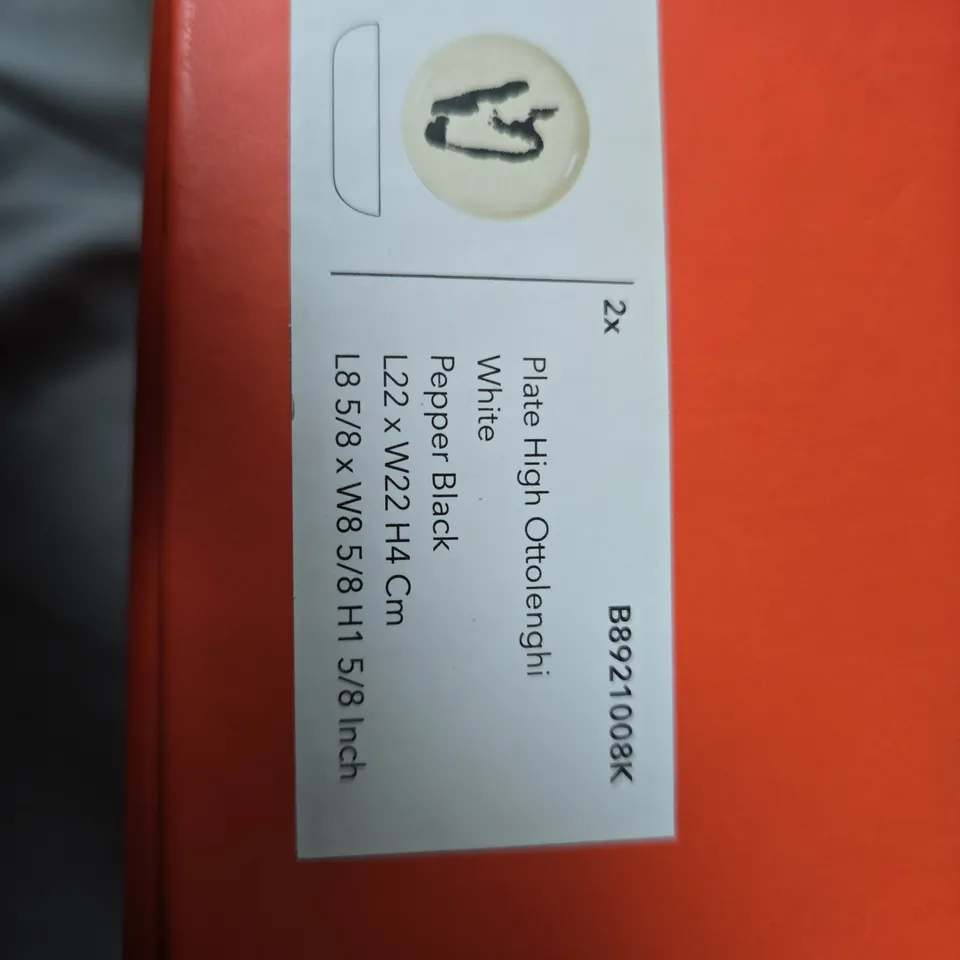 2x
B8921008K
Plate High Ottolenghi
White
Pepper Black
L22 x W22 H4 Cm
L8 5/8 x W8 5/8 H1 5/8 Inch